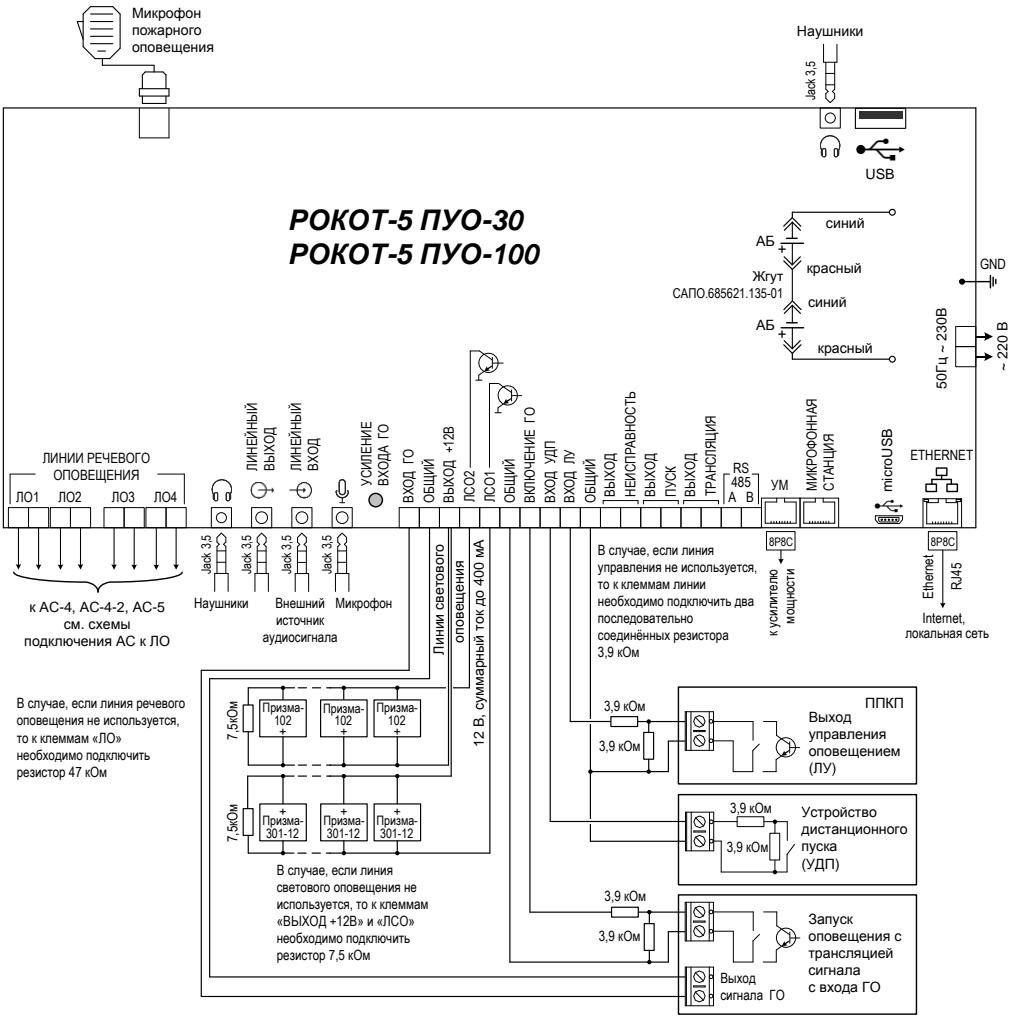 Микрофон
пожарного
оповещения
Наушники
Jack 3,5
USB
РОКОТ-5 ПУО-30
РОКОТ-5 ПУО-100
синий
АБ
+
красный
Жгут
САПО.685621.135-01
синий
АБ
+
красный
GND
50Гц ~ 230В
~ 220 В
ЛИНИИ РЕЧЕВОГО
ОПОВЕЩЕНИЯ
ЛО1 ЛО2 ЛО3 ЛО4
ЛИНЕЙНЫЙ
ВЫХОД
ЛИНЕЙНЫЙ
ВХОД
УСИЛЕНИЕ
ВХОДА ГО
ВХОД ГО
ОБЩИЙ
ВЫХОД +12В
ЛСО2
ЛСО1
ОБЩИЙ
ВКЛЮЧЕНИЕ ГО
ВХОД УДП
ВХОД ЛУ
ОБЩИЙ
ВЫХОД
НЕИСПРАВНОСТЬ
ВЫХОД
ПУСК
ВЫХОД
ТРАНСЛЯЦИЯ
RS
485
A B
УМ
МИКРОФОННАЯ
СТАНЦИЯ
microUSB
ETHERNET
Jack 3,5
Jack 3,5
Jack 3,5
Jack 3,5
Наушники
Внешний
источник
аудиосигнала
Микрофон
к АС-4, АС-4-2, АС-5
см. схемы
подключения АС к ЛО
Линии светового
оповещения
12 В, суммарный ток до 400 мА
В случае, если линия
управления не используется,
то к клеммам линии
необходимо подключить два
последовательно
соединённых резистора
3,9 кОм
8P8C
к усилителю
мощности
8P8C
Ethernet
RJ45
Internet,
локальная сеть
В случае, если линия речевого
оповещения не используется,
то к клеммам «ЛО»
необходимо подключить
резистор 47 кОм
7,5кОм
Призма-
102
+
Призма-
102
+
Призма-
102
+
7,5кОм
+
Призма-
301-12
+
Призма-
301-12
+
Призма-
301-12
В случае, если линия
светового оповещения не
используется, то к клеммам
«ВЫХОД +12В» и «ЛСО»
необходимо подключить
резистор 7,5 кОм
3,9 кОм
3,9 кОм
ППКП
Выход
управления
оповещением
(ЛУ)
3,9 кОм
3,9 кОм
Устройство
дистанционного
пуска
(УДП)
3,9 кОм
3,9 кОм
Запуск
оповещения с
трансляцией
сигнала
с входа ГО
Выход
сигнала ГО